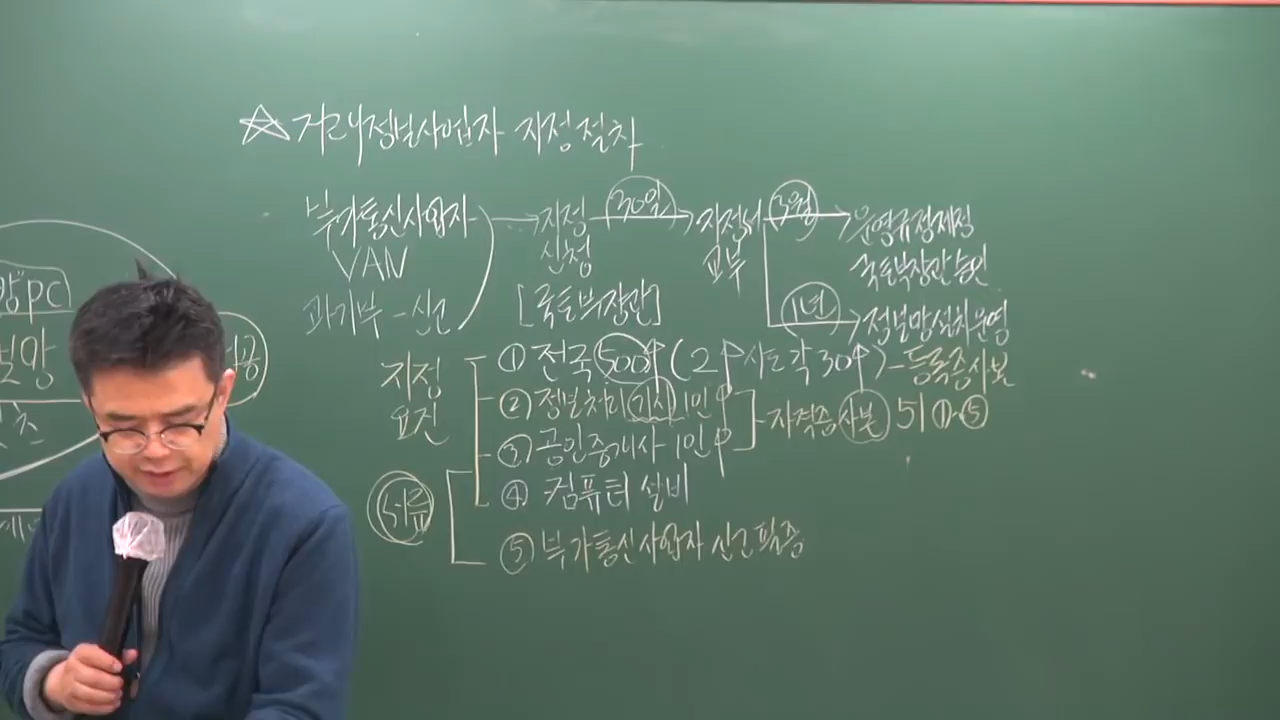 ☆ 거래정보사업자 지정절차
부가통신사업자 → 지정 30일 → 지정서 3월 → 운영규정제정
VAN 신청 교부 국토부장관 승인
과기부 - 신고 [국토부장관] 1년 → 정보망설치운영
지정 ① 전국 500↑ (2↑ 시도 각 30↑) - 등록증사본
요건 ② 정보처리기사 1인↑
③ 공인중개사 1인↑ - 자격증 사본
서류 ④ 컴퓨터 설비
⑤ 부가통신사업자 신고필증
망PC
보망